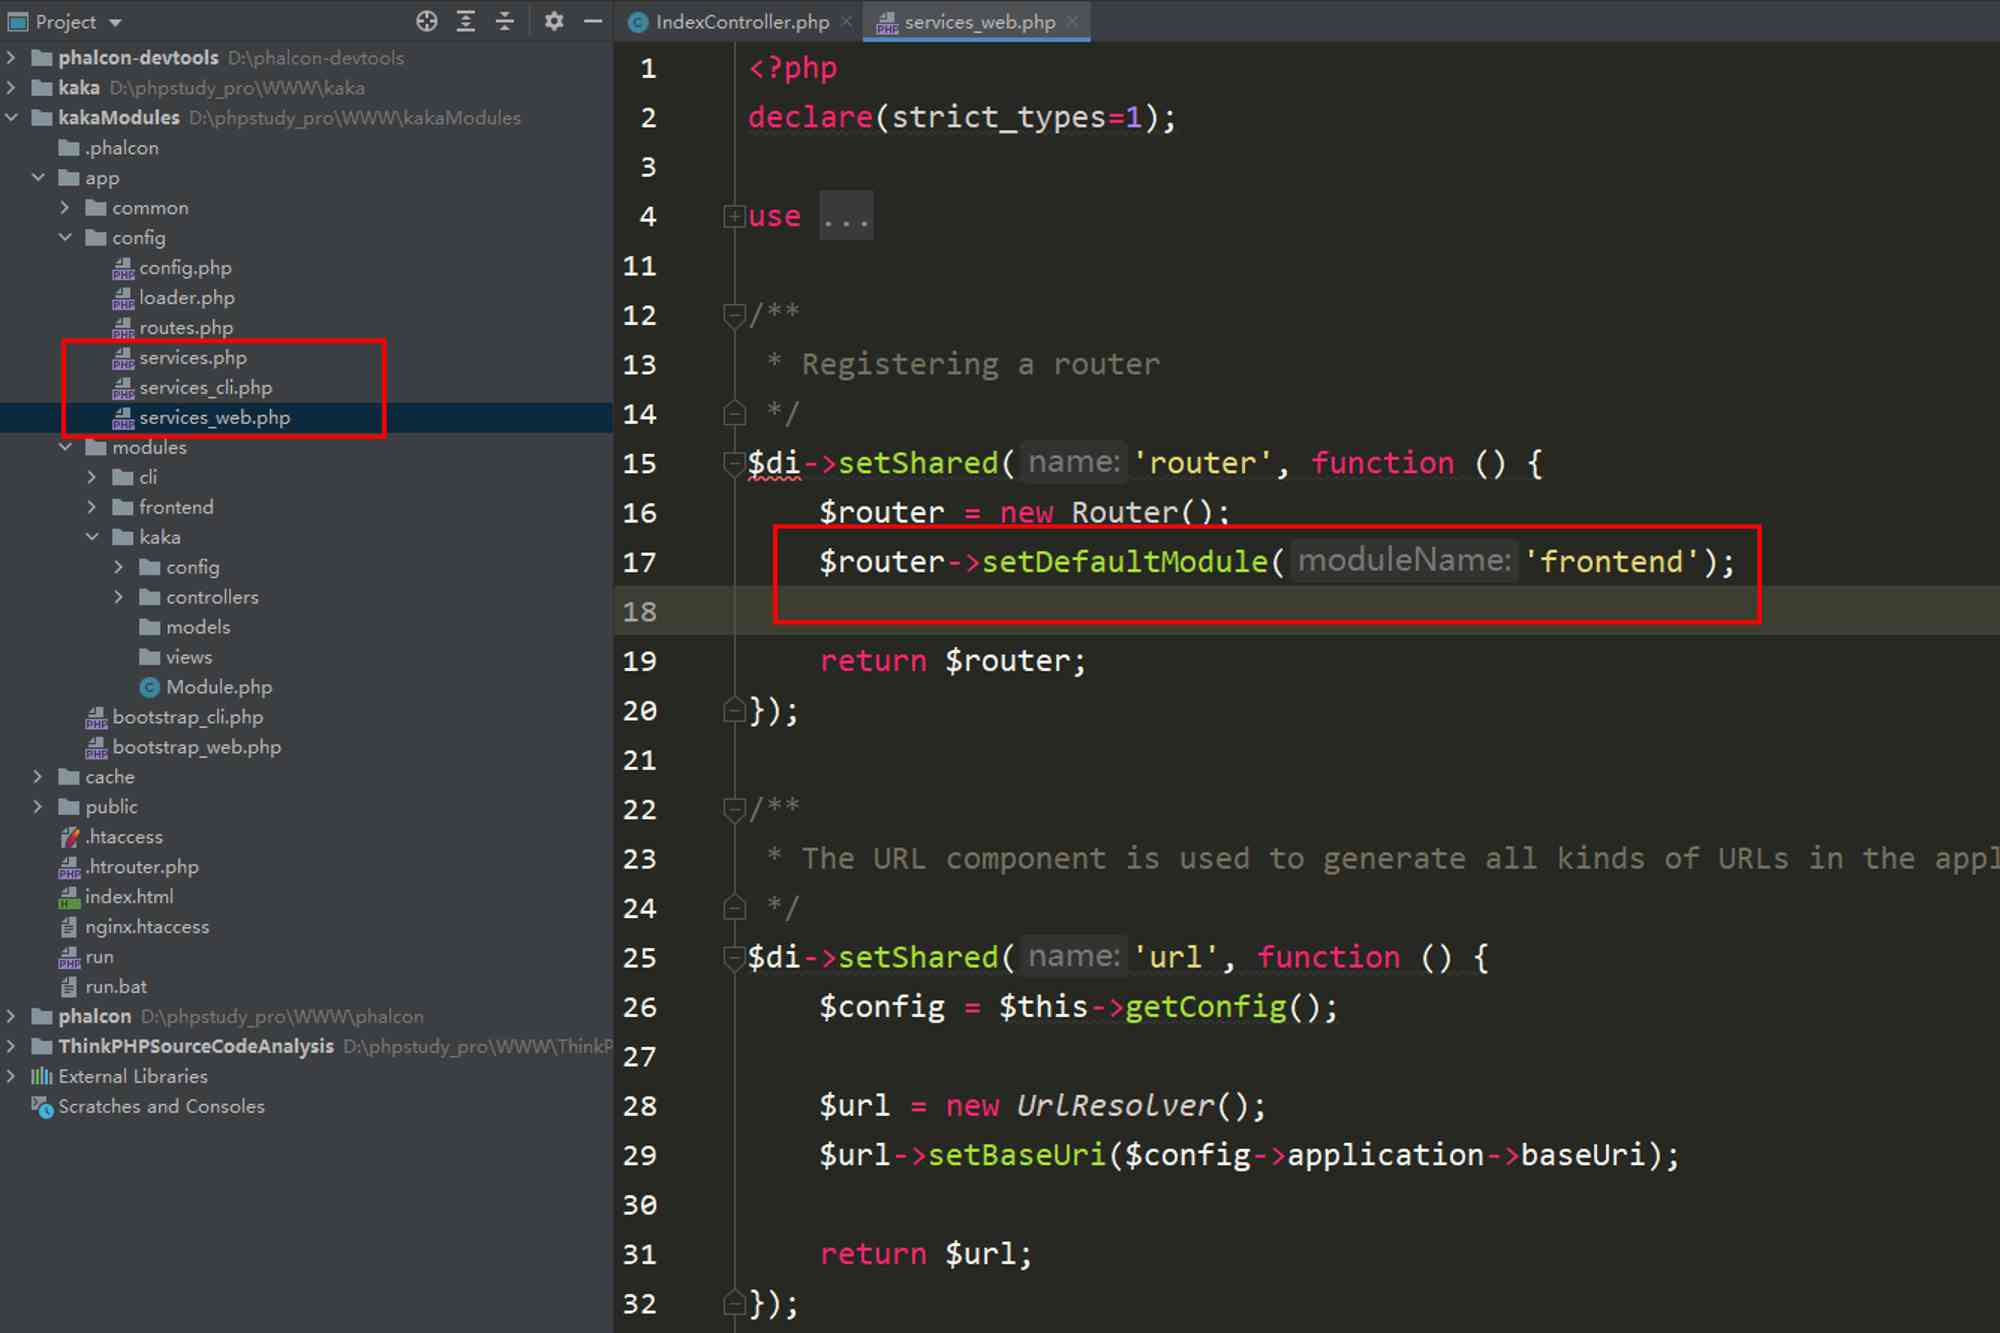 Project
phalcon-devtools D:\phalcon-devtools
kaka D:\phpstudy_pro\WWW\kaka
kakaModules D:\phpstudy_pro\WWW\kakaModules
.phalcon
app
common
config
config.php
loader.php
routes.php
services.php
services_cli.php
services_web.php
modules
cli
frontend
kaka
config
controllers
models
views
Module.php
bootstrap_cli.php
bootstrap_web.php
cache
public
.htaccess
.htrouter.php
index.html
nginx.htaccess
run
run.bat
phalcon D:\phpstudy_pro\WWW\phalcon
ThinkPHPSourceCodeAnalysis D:\phpstudy_pro\WWW\ThinkP
External Libraries
Scratches and Consoles
IndexController.php services_web.php
1 <?php
2 declare(strict_types=1);
3
4 use ...
11
12 /**
13 * Registering a router
14 */
15 $di->setShared( name: 'router', function () {
16 $router = new Router();
17 $router->setDefaultModule( moduleName: 'frontend');
18
19 return $router;
20 });
21
22 /**
23 * The URL component is used to generate all kinds of URLs in the appl
24 */
25 $di->setShared( name: 'url', function () {
26 $config = $this->getConfig();
27
28 $url = new UrlResolver();
29 $url->setBaseUri($config->application->baseUri);
30
31 return $url;
32 });